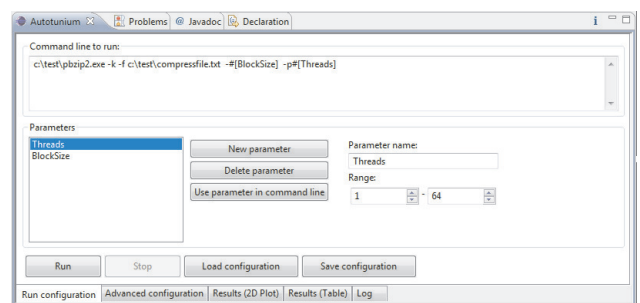 Autotunium Problems @ Javadoc Declaration i
Command line to run:
c:\test\pbzip2.exe -k -f c:\test\compressfile.txt -#[BlockSize] -p#[Threads]
Parameters
Threads
BlockSize
New parameter
Delete parameter
Use parameter in command line
Parameter name:
Threads
Range:
1 - 64
Run Stop Load configuration Save configuration
Run configuration Advanced configuration Results (2D Plot) Results (Table) Log